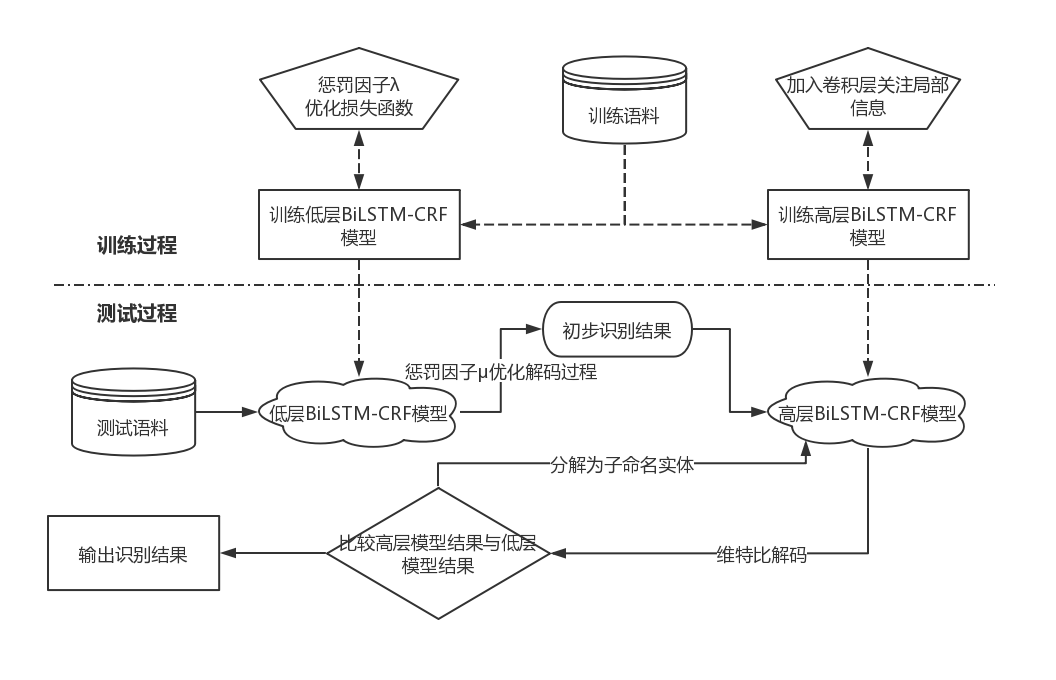 惩罚因子λ
优化损失函数
训练语料
加入卷积层关注局部
信息
训练低层BiLSTM-CRF
模型
训练高层BiLSTM-CRF
模型
训练过程
测试过程
初步识别结果
惩罚因子μ优化解码过程
测试语料
低层BiLSTM-CRF模型
高层BiLSTM-CRF模型
分解为子命名实体
输出识别结果
比较高层模型结果与低层
模型结果
维特比解码